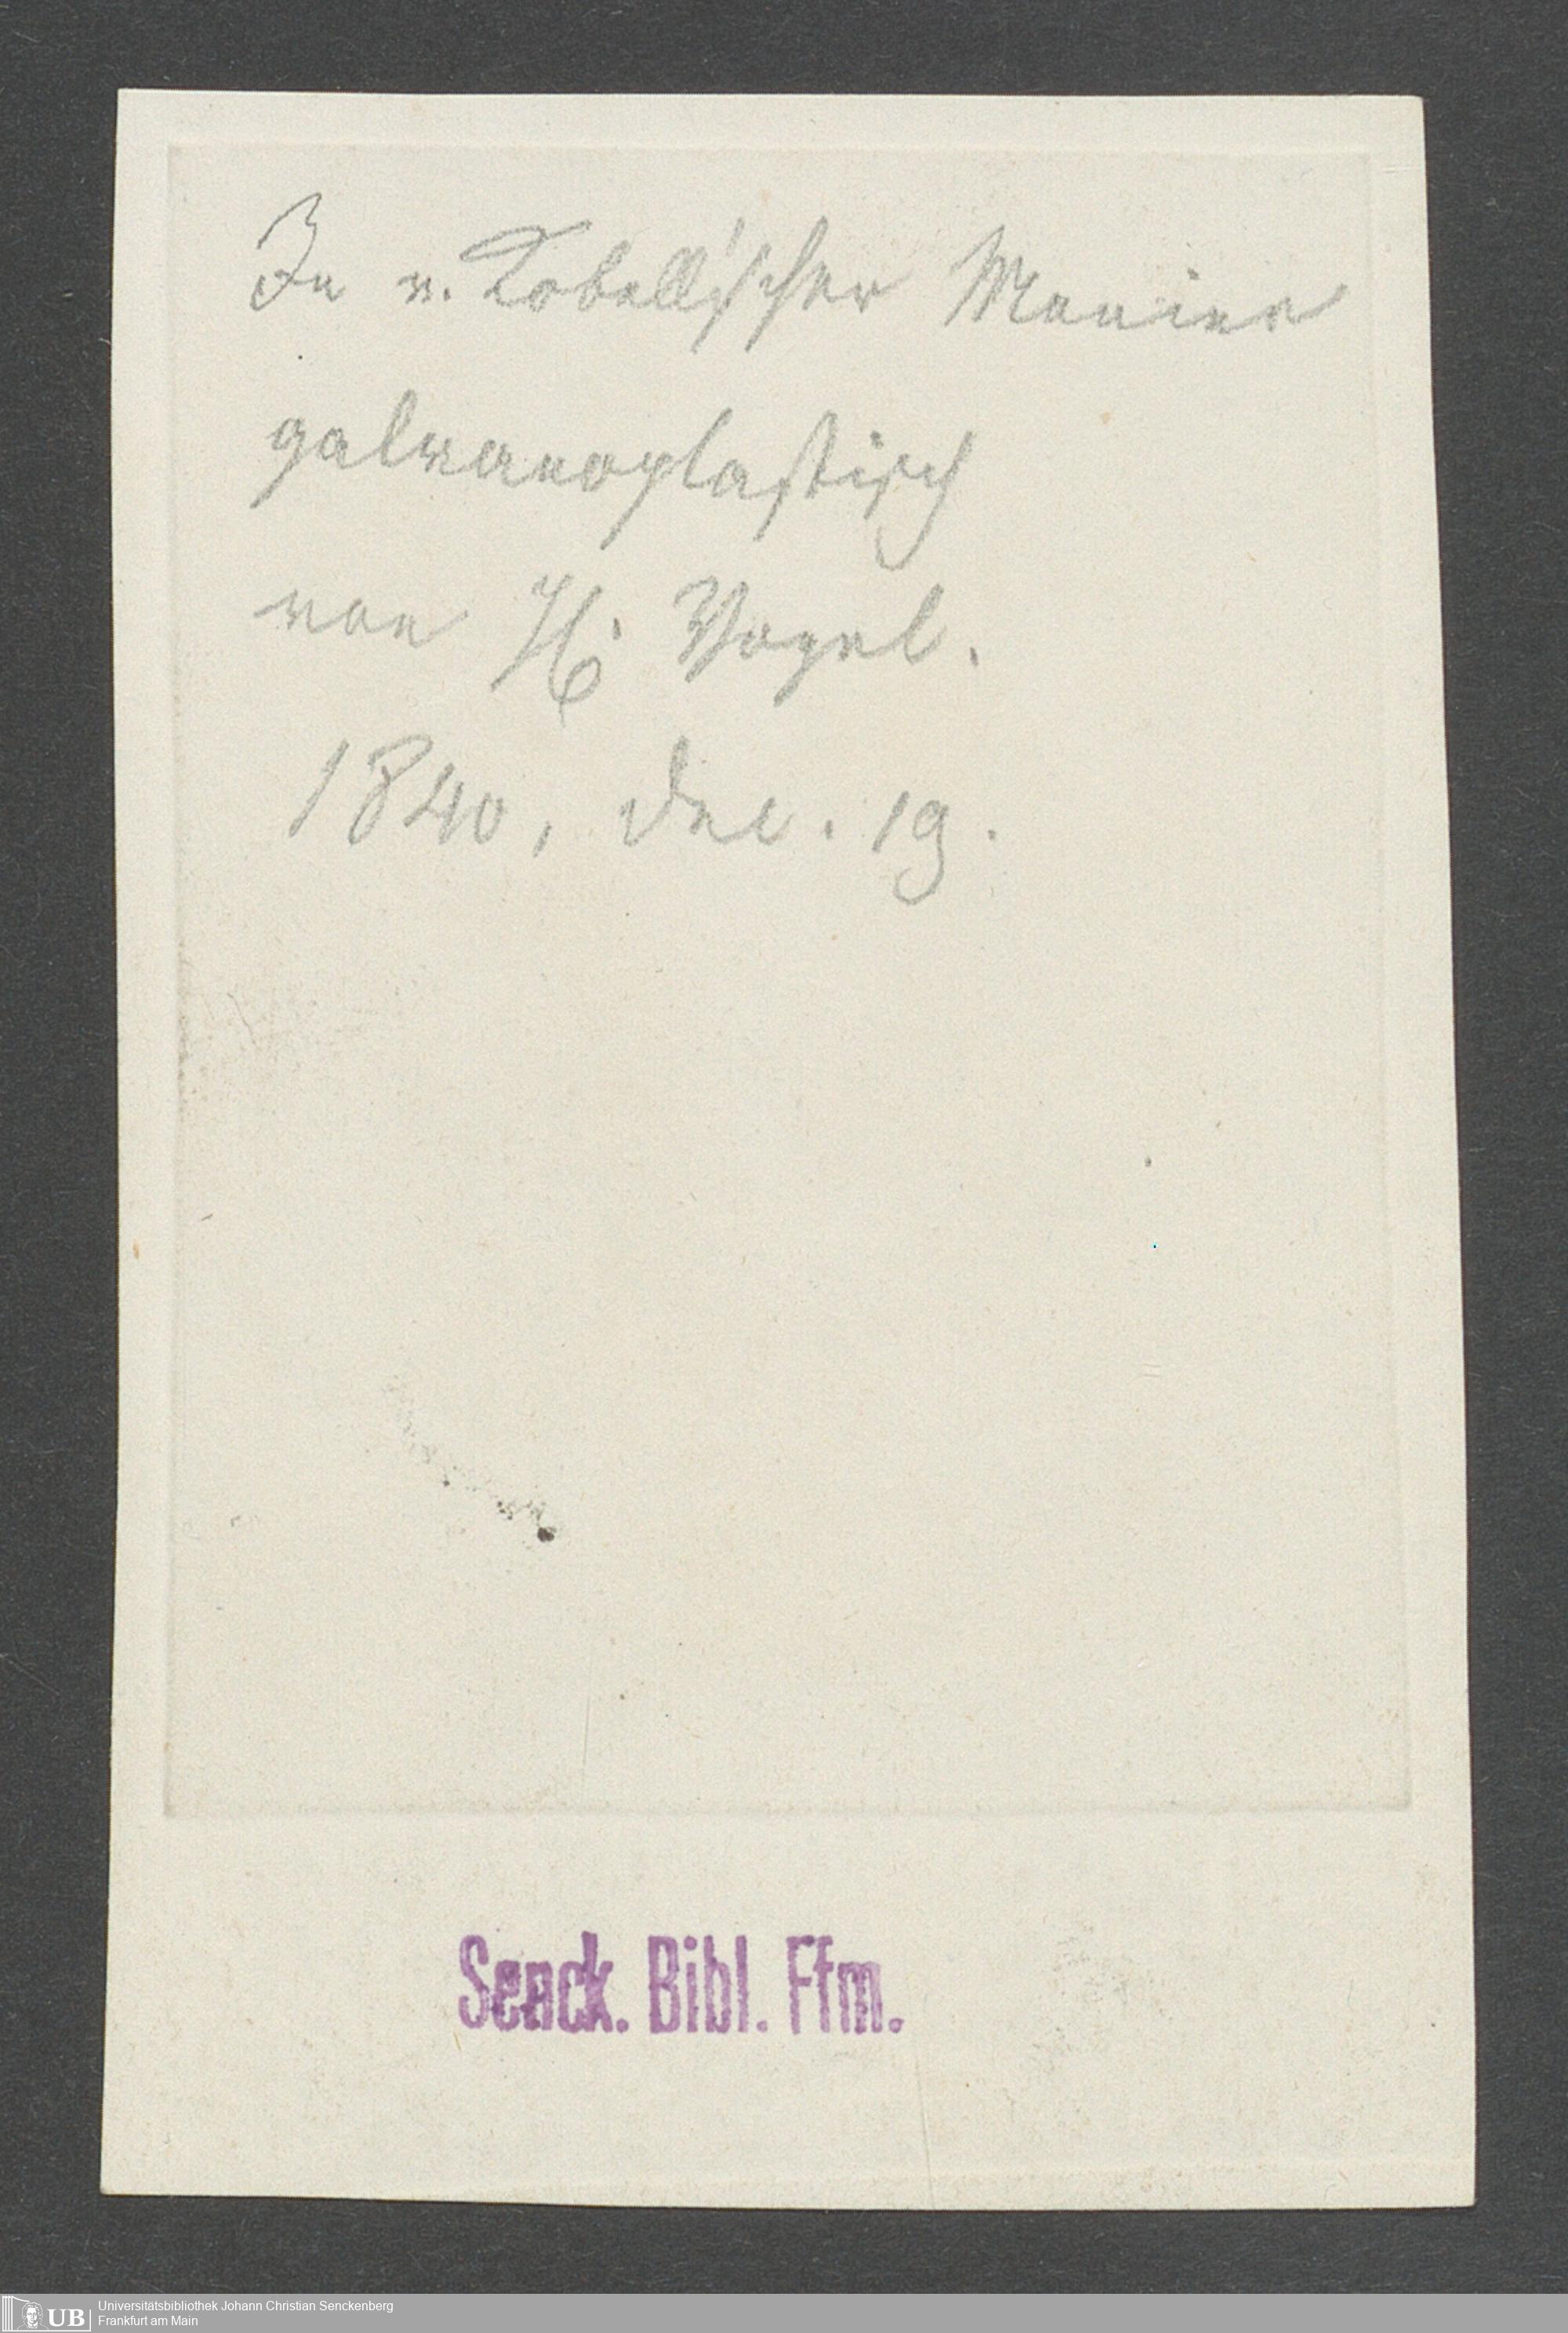 In v. Kobell'scher Manier
galvanoplastisch
von H. Vogel.
1840, Dec. 19.
Senck. Bibl. Ffm.
UB Universitätsbibliothek Johann Christian Senckenberg
Frankfurt am Main